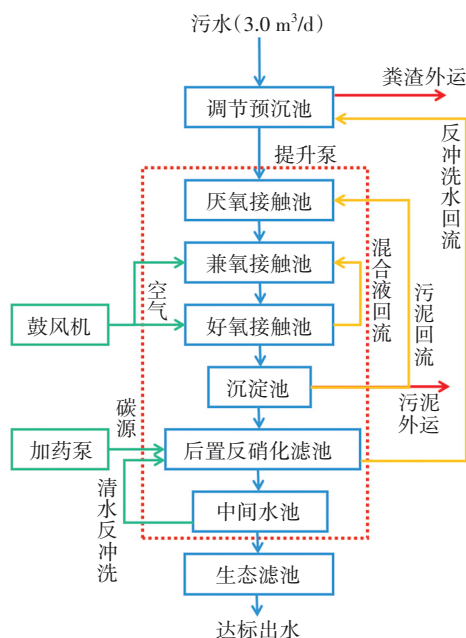 污水(3.0 m³/d)
粪渣外运
调节预沉池
反冲洗水回流
提升泵
厌氧接触池
兼氧接触池
混合液回流
空气
污泥回流
鼓风机
好氧接触池
沉淀池
污泥
外运
碳源
加药泵
后置反硝化滤池
清水反冲洗
中间水池
生态滤池
达标出水